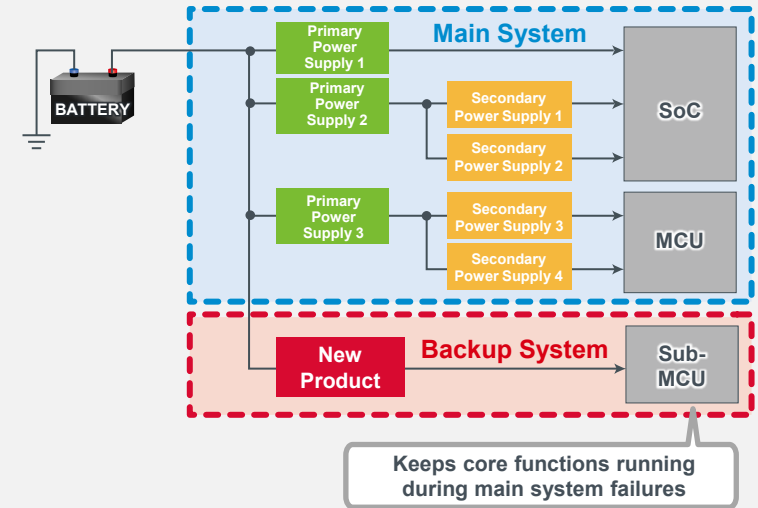 Main System
Primary
Power
Supply 1
BATTERY
Primary
Power
Supply 2
Secondary
Power Supply 1
SoC
Secondary
Power Supply 2
Primary
Power
Supply 3
Secondary
Power Supply 3
MCU
Secondary
Power Supply 4
Backup System
New
Product
Sub-
MCU
Keeps core functions running
during main system failures